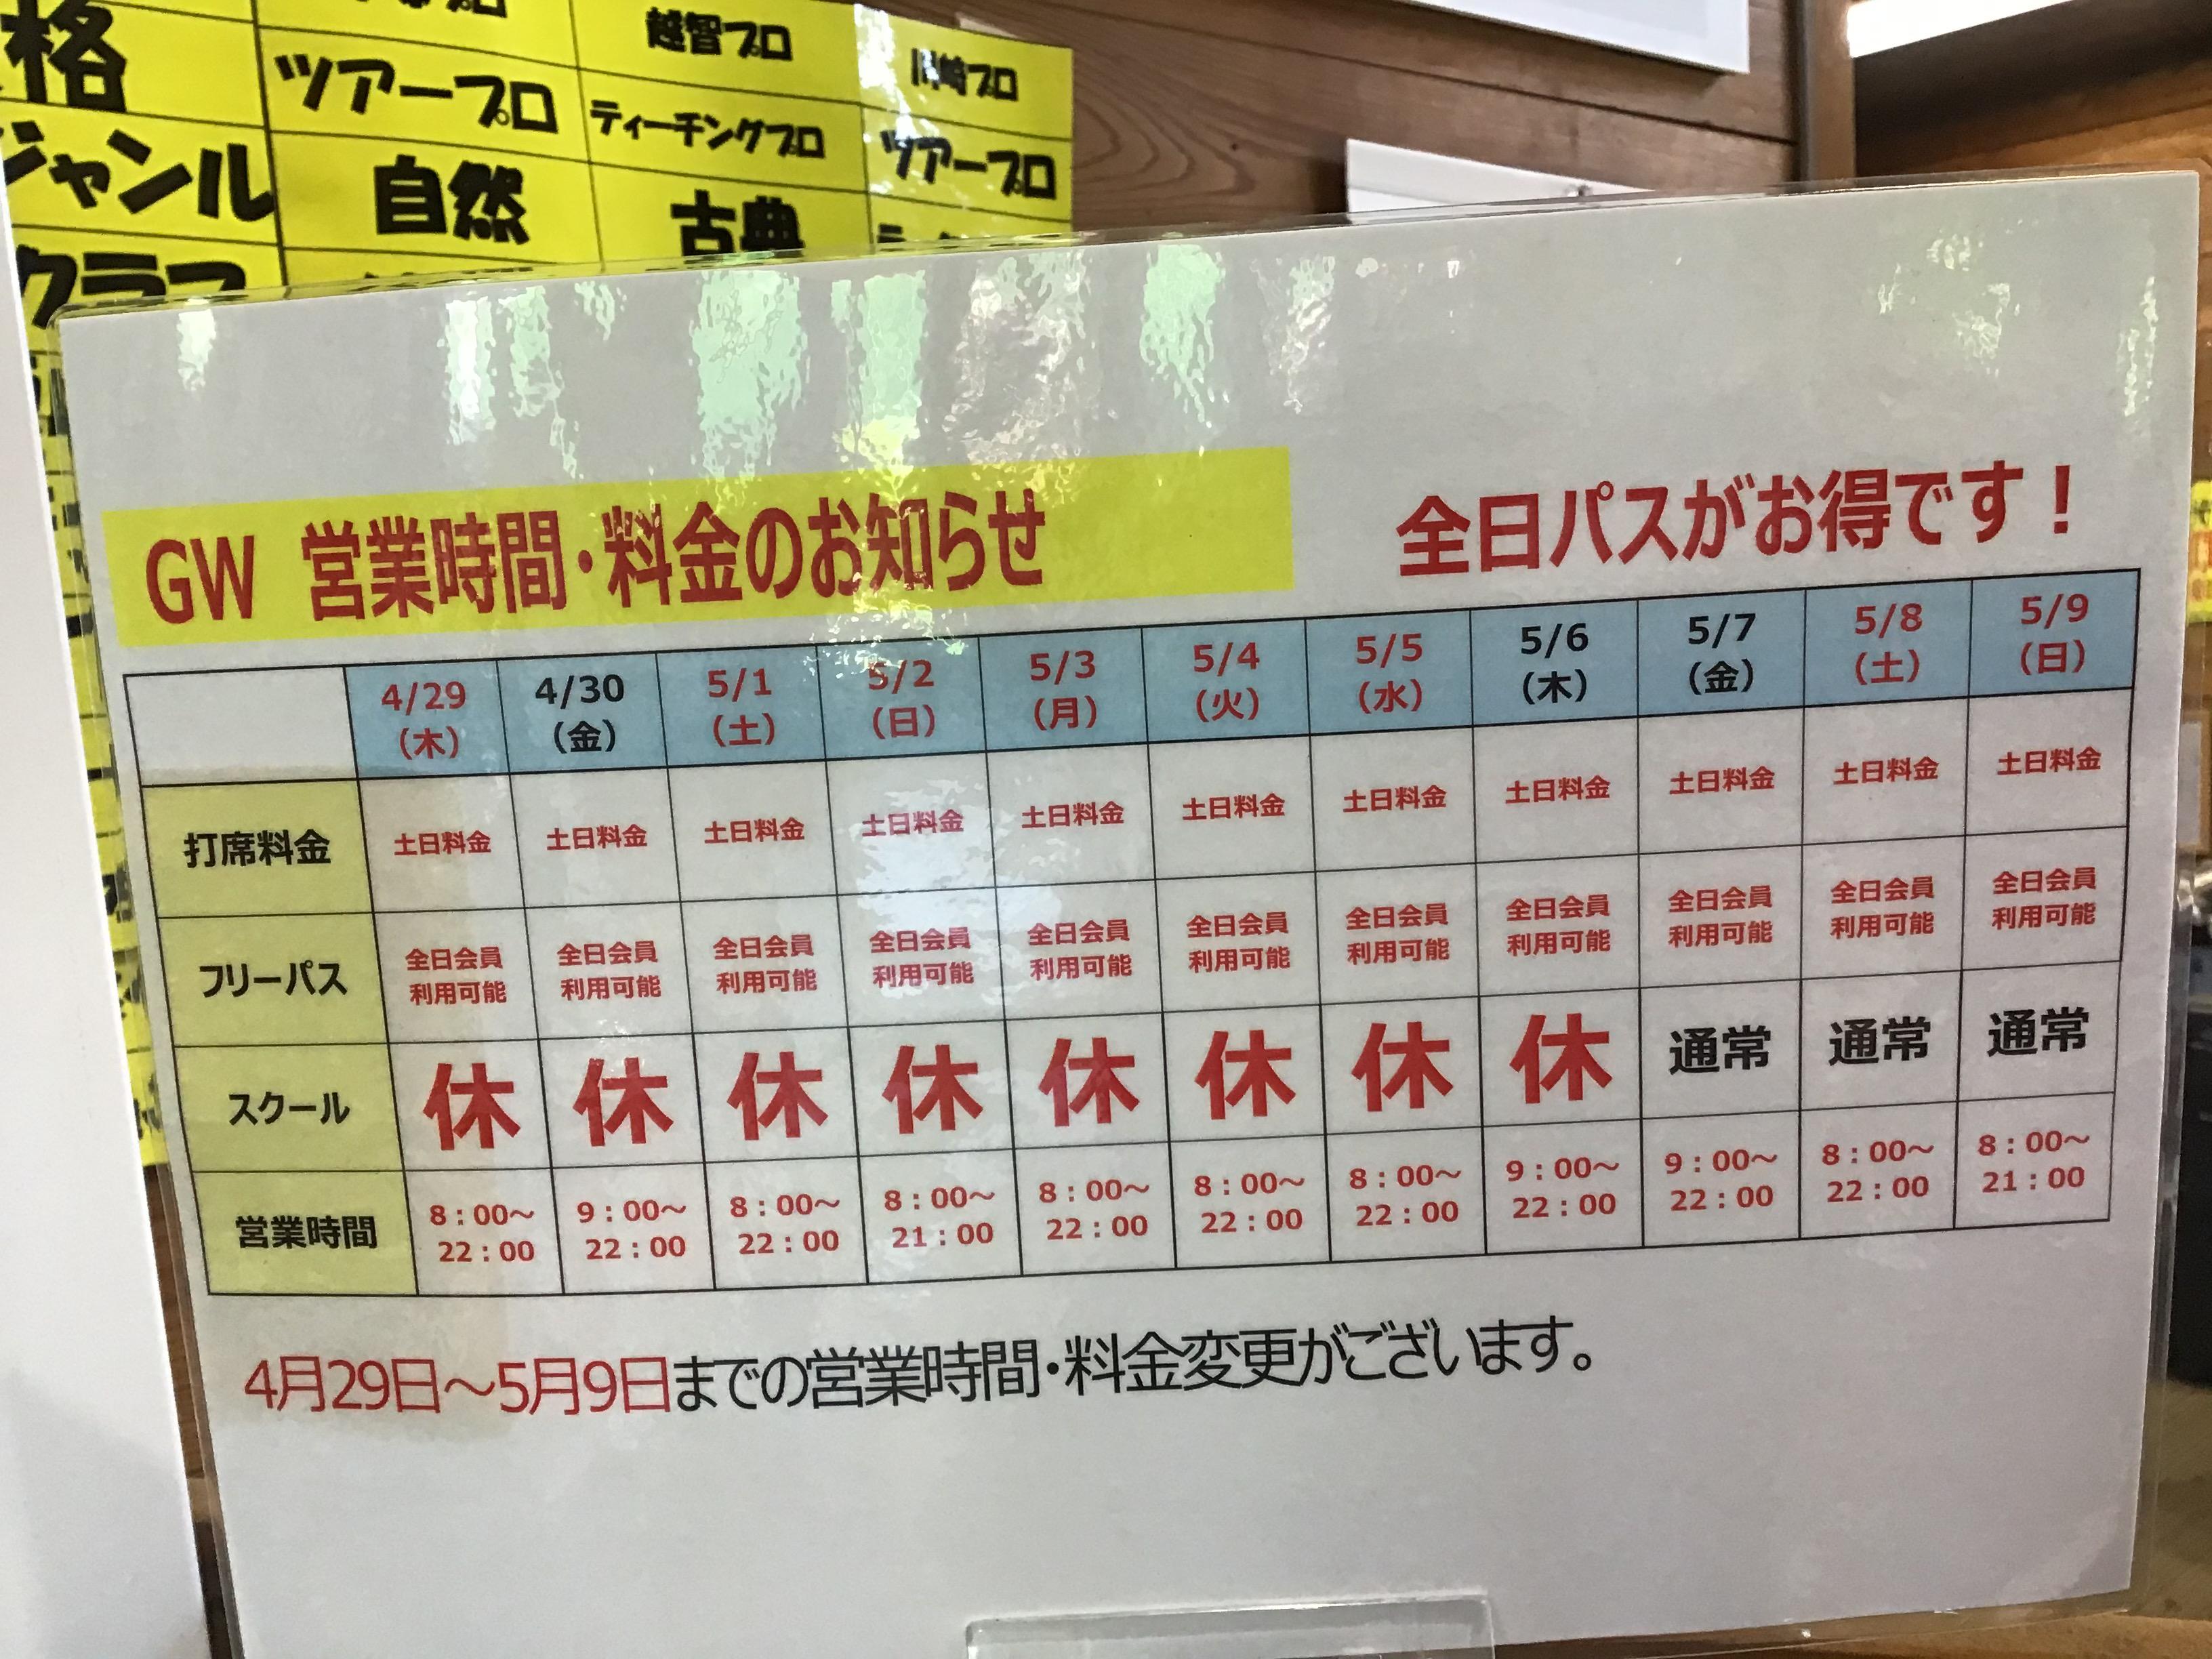 格
ツアープロ
越智プロ
川崎プロ
ジャンル
自然
ティーチングプロ
古典
ツアープロ
GW 営業時間・料金のお知らせ
全日パスがお得です！
4/29 4/30 5/1 5/2 5/3 5/4 5/5 5/6 5/7 5/8 5/9
（木） （金） （土） （日） （月） （火） （水） （木） （金） （土） （日）
打席料金 土日料金 土日料金 土日料金 土日料金 土日料金 土日料金 土日料金 土日料金 土日料金 土日料金 土日料金
フリーパス 全日会員 全日会員 全日会員 全日会員 全日会員 全日会員 全日会員 全日会員 全日会員 全日会員 全日会員
利用可能 利用可能 利用可能 利用可能 利用可能 利用可能 利用可能 利用可能 利用可能 利用可能 利用可能
スクール 休 休 休 休 休 休 休 休 通常 通常 通常
営業時間 8：00～ 9：00～ 8：00～ 8：00～ 8：00～ 8：00～ 8：00～ 9：00～ 9：00～ 8：00～ 8：00～
22：00 22：00 22：00 21：00 22：00 22：00 22：00 22：00 22：00 22：00 21：00
4月29日～5月9日までの営業時間・料金変更がございます。